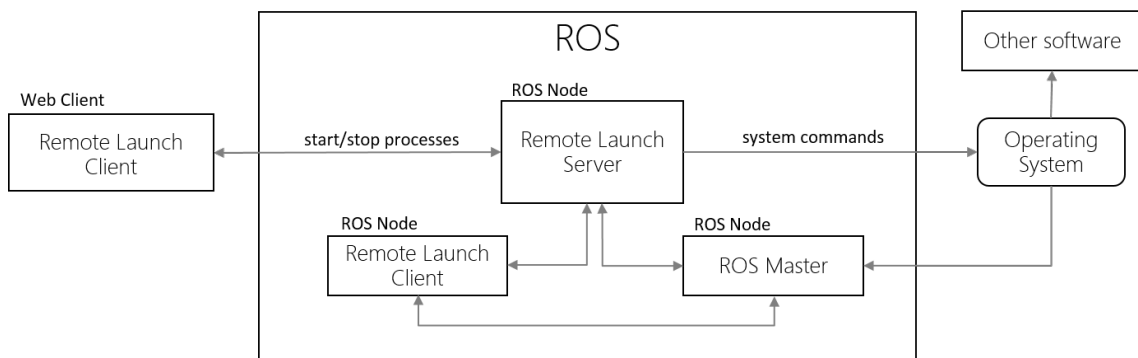 ROS
Other software
Web Client
Remote Launch
Client
start/stop processes
ROS Node
Remote Launch
Server
system commands
Operating
System
ROS Node
Remote Launch
Client
ROS Node
ROS Master